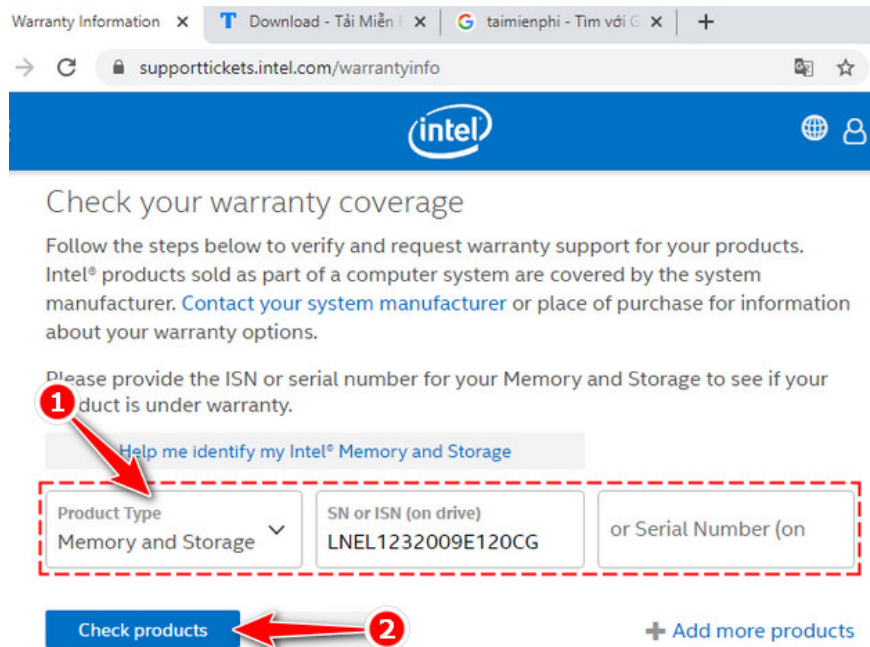 Warranty Information
Download - Tải Miễn
taimienphi - Tìm với G
supporttickets.intel.com/warrantyinfo
intel
Check your warranty coverage
Follow the steps below to verify and request warranty support for your products.
Intel® products sold as part of a computer system are covered by the system
manufacturer. Contact your system manufacturer or place of purchase for information
about your warranty options.
Please provide the ISN or serial number for your Memory and Storage to see if your
product is under warranty.
1
Help me identify my Intel® Memory and Storage
Product Type
Memory and Storage
SN or ISN (on drive)
LNEL1232009E120CG
or Serial Number (on
Check products
2
Add more products